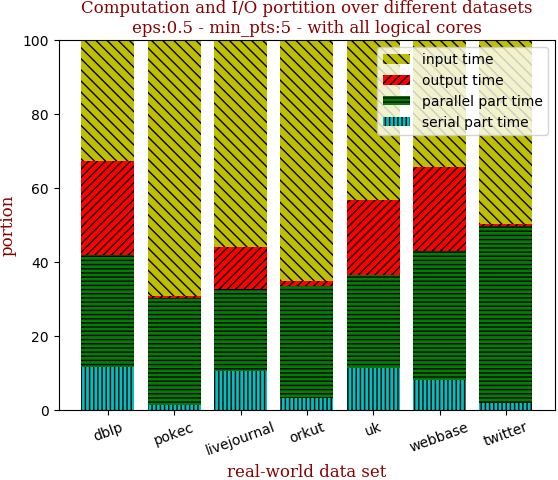 Computation and I/O portition over different datasets
eps:0.5 - min_pts:5 - with all logical cores
input time
output time
parallel part time
serial part time
100
80
60
40
20
0
portion
dblp
pokec
livejournal
orkut
uk
webbase
twitter
real-world data set